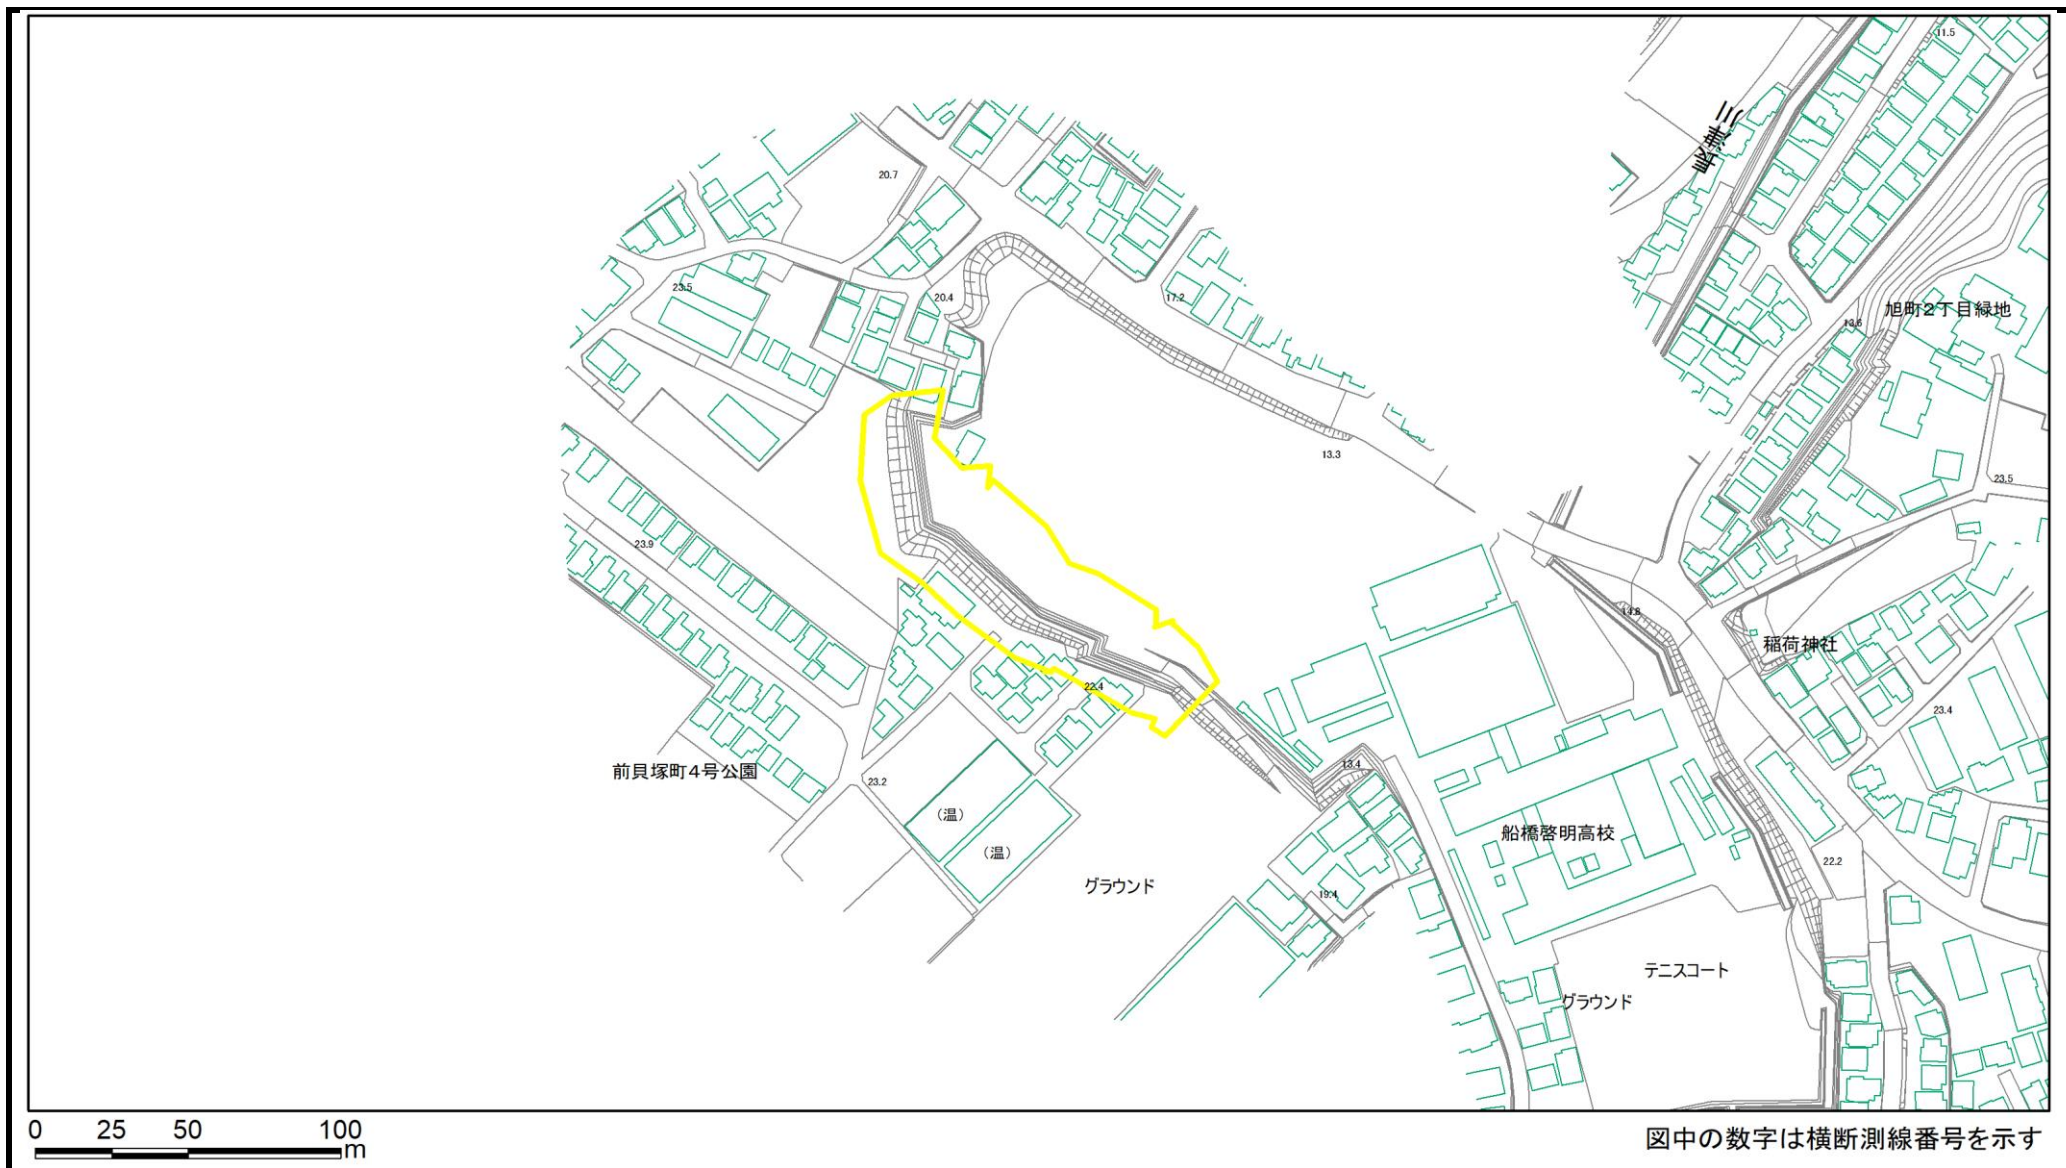 11.5
長津川
20.7
23.5
20.4
17.2
旭町2丁目緑地
13.6
13.3
23.5
23.9
14.8
稲荷神社
22.4
23.4
前貝塚町4号公園
23.2
13.4
(温)
船橋啓明高校
(温)
22.2
グラウンド
19.4
テニスコート
グラウンド
0 25 50 100
m
図中の数字は横断測線番号を示す